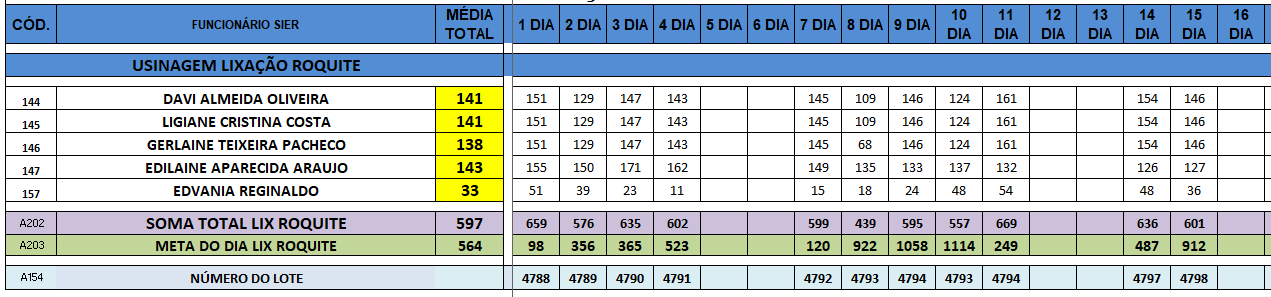 CÓD. FUNCIONÁRIO SIER MÉDIA TOTAL 1 DIA 2 DIA 3 DIA 4 DIA 5 DIA 6 DIA 7 DIA 8 DIA 9 DIA 10 DIA 11 DIA 12 DIA 13 DIA 14 DIA 15 DIA 16 DIA
USINAGEM LIXAÇÃO ROQUITE
144 DAVI ALMEIDA OLIVEIRA 141 151 129 147 143 145 109 146 124 161 154 146
145 LIGIANE CRISTINA COSTA 141 151 129 147 143 145 109 146 124 161 154 146
146 GERLAINE TEIXEIRA PACHECO 138 151 129 147 143 145 68 146 124 161 154 146
147 EDILAINE APARECIDA ARAUJO 143 155 150 171 162 149 135 133 137 132 126 127
157 EDVANIA REGINALDO 33 51 39 23 11 15 18 24 48 54 48 36
A202 SOMA TOTAL LIX ROQUITE 597 659 576 635 602 599 439 595 557 669 636 601
A203 META DO DIA LIX ROQUITE 564 98 356 365 523 120 922 1058 1114 249 487 912
A154 NÚMERO DO LOTE 4788 4789 4790 4791 4792 4793 4794 4793 4794 4797 4798